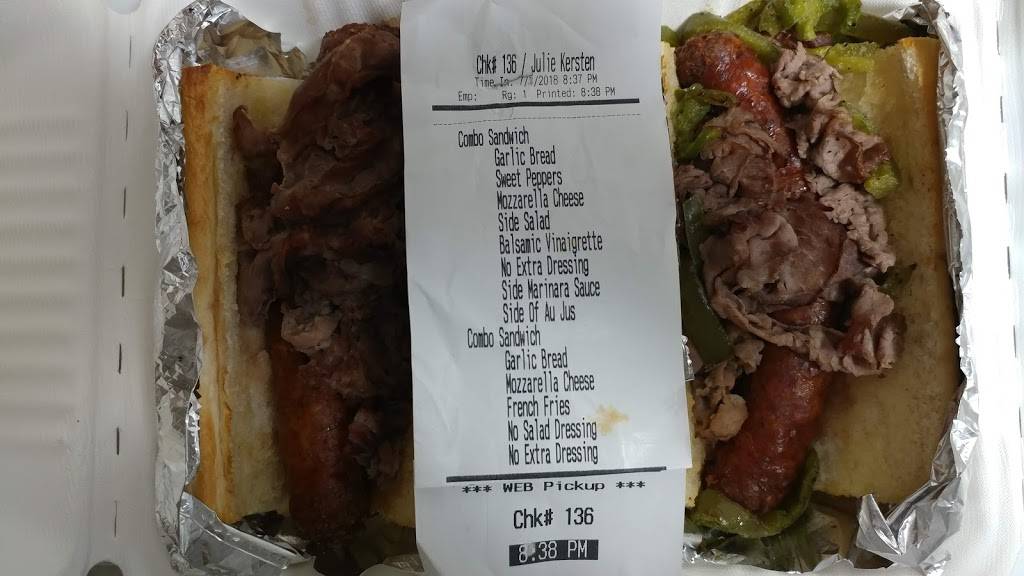 Chk# 136 / Julie Kersten
Time In: 7/8/2018 8:37 PM
Emp: Rg: 1 Printed: 8:38 PM
Combo Sandwich
Garlic Bread
Sweet Peppers
Mozzarella Cheese
Side Salad
Balsamic Vinaigrette
No Extra Dressing
Side Marinara Sauce
Side Of Au Jus
Combo Sandwich
Garlic Bread
Mozzarella Cheese
French Fries
No Salad Dressing
No Extra Dressing
*** WEB Pickup ***
Chk# 136
8:38 PM